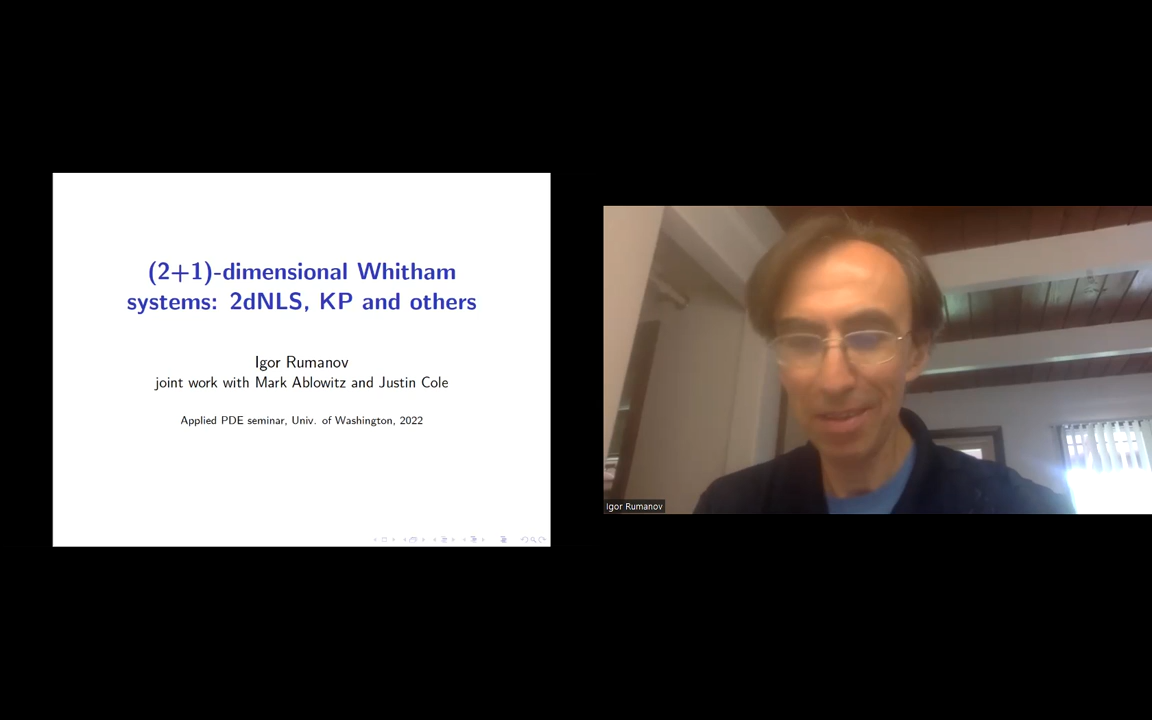 (2+1)-dimensional Whitham
systems: 2dNLS, KP and others
Igor Rumanov
joint work with Mark Ablowitz and Justin Cole
Applied PDE seminar, Univ. of Washington, 2022
Igor Rumanov